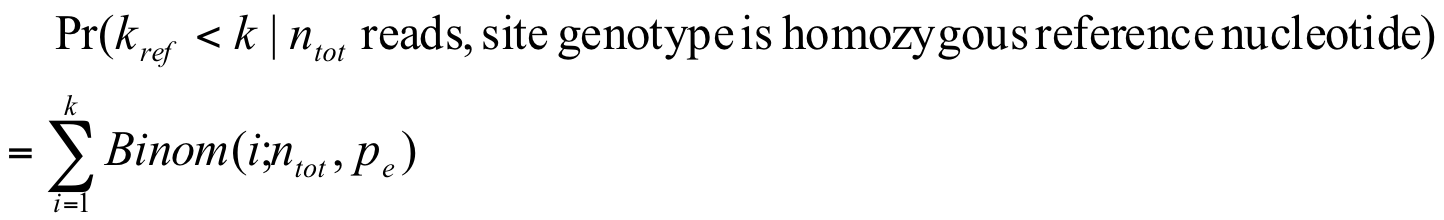 Pr(k_ref < k | n_tot reads, site genotype is homozygous reference nucleotide)
= ∑_{i=1}^{k} Binom(i;n_tot, p_e)